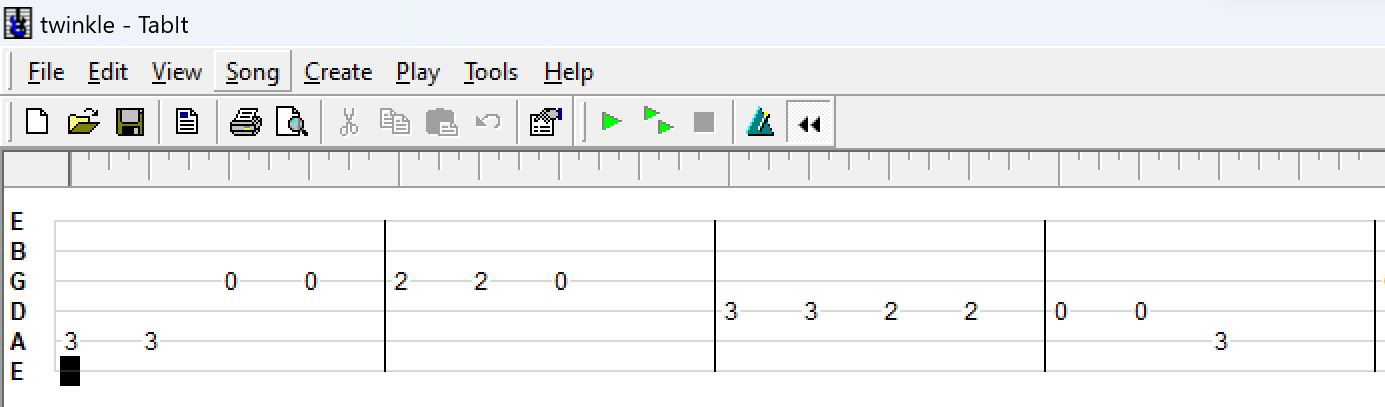 twinkle - TabIt
File Edit View Song Create Play Tools Help
E
B
G 0 0 2 2 0
D 3 3 2 2 0 0
A 3 3 3
E